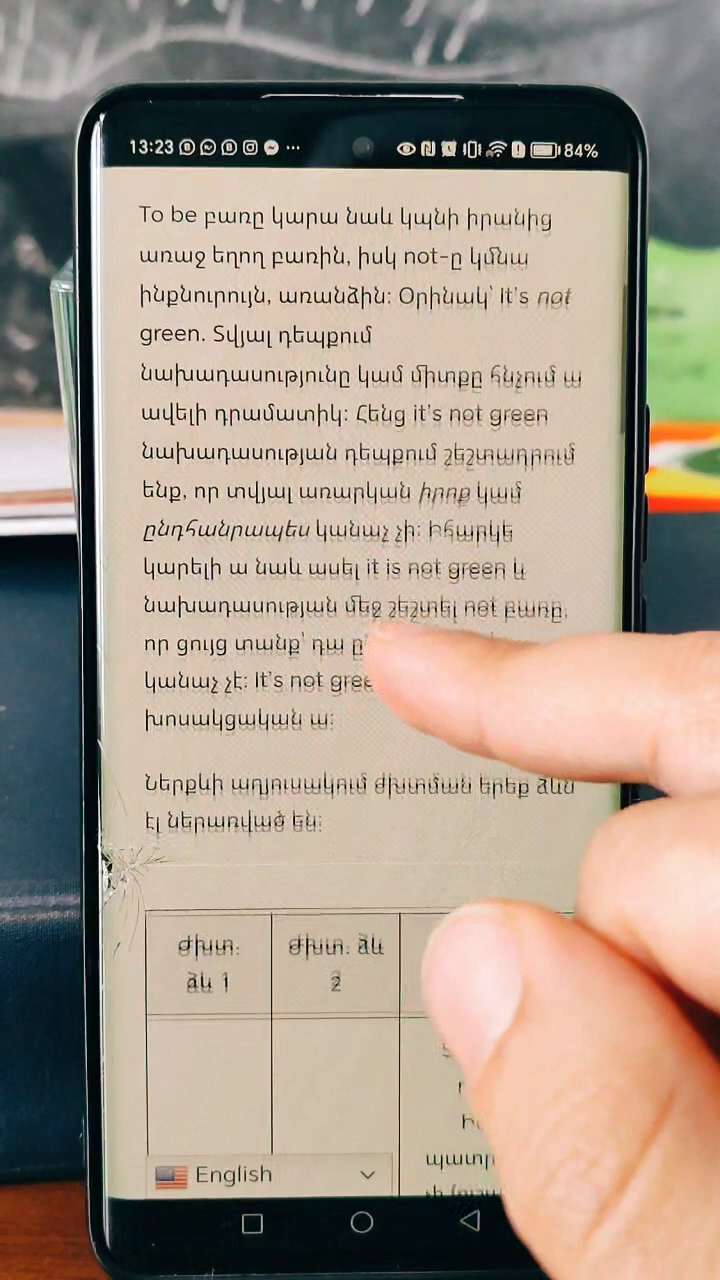 13:23 84%
To be բառը կարա նաև կպնի իրանից
առաջ եղող բառին, իսկ not-ը կմնա
ինքնուրույն, առանձին: Օրինակ՝ It's not
green. Տվյալ դեպքում
նախադասությունը կամ միտքը հնչում ա
ավելի դրամատիկ: Հենց it's not green
նախադասության դեպքում շեշտադրում
ենք, որ տվյալ առարկան իրոք կամ
ընդհանրապես կանաչ չի: Իհարկե
կարելի ա նաև ասել it is not green և
նախադասության մեջ շեշտել not բառը,
որ ցույց տանք՝ դա
կանաչ չէ: It's not
խոսակցական ա:
Ներքևի աղյուսակում ժխտման երեք ձևն
էլ ներառված են:
ժխտ. ժխտ. ձև
ձև 1 2
English